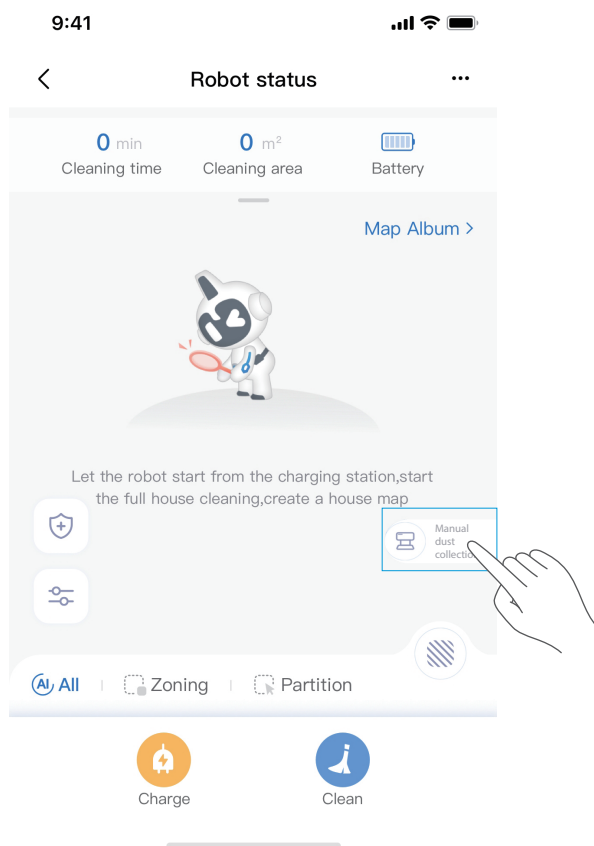 9:41
Robot status
0 min
0 m²
Cleaning time
Cleaning area
Battery
Map Album >
Let the robot start from the charging station,start
the full house cleaning,create a house map
Manual
dust
collection
AI All
Zoning
Partition
Charge
Clean